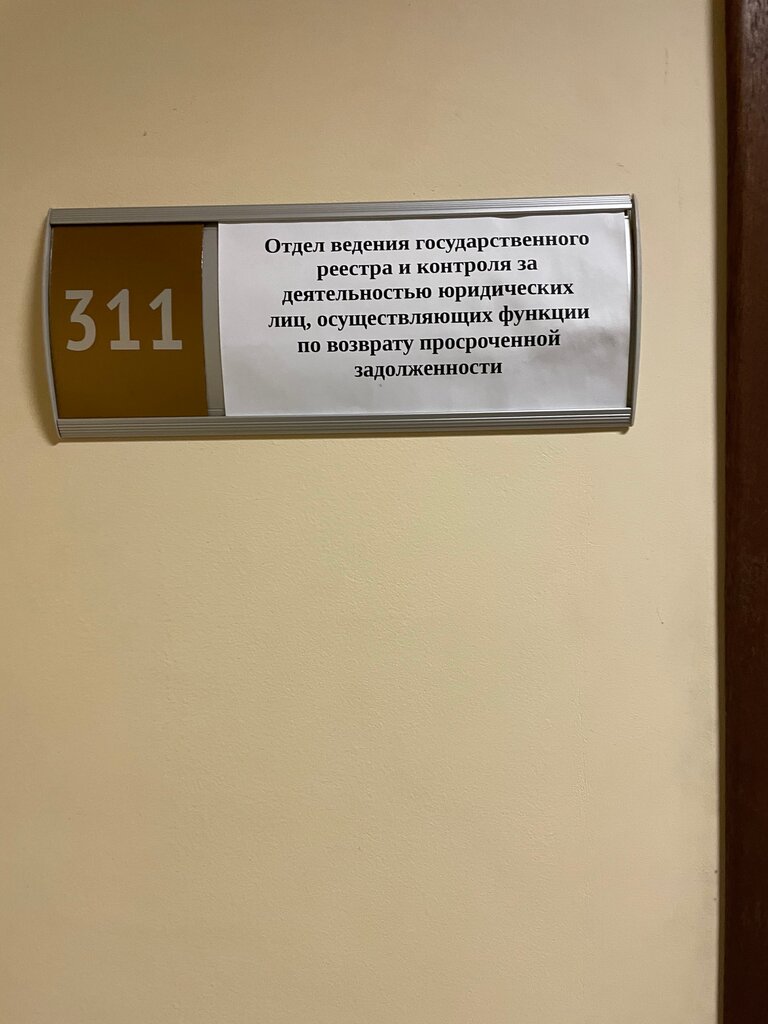 311
Отдел ведения государственного
реестра и контроля за
деятельностью юридических
лиц, осуществляющих функции
по возврату просроченной
задолженности